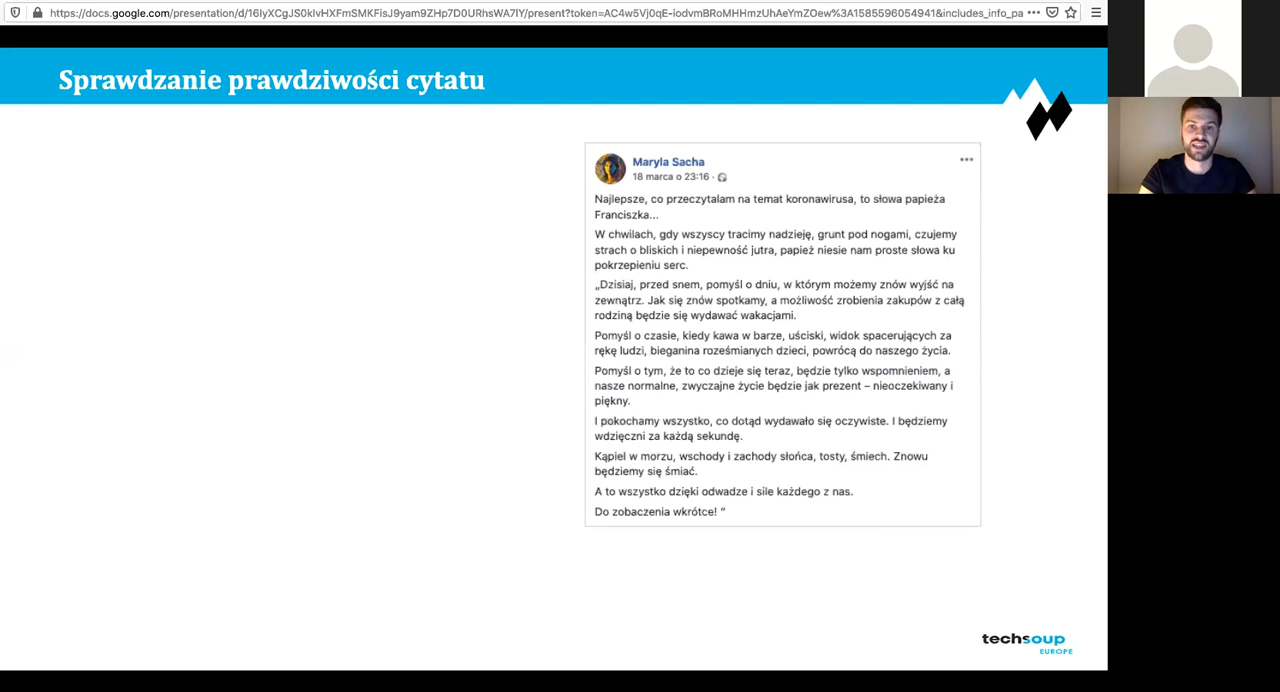 https://docs.google.com/presentation/d/16IyXCgJS0klvHXFmSMKFisJ9yam9ZHp7D0URhsWA7IY/present?token=AC4w5Vj0qE-iodvmBRoMHHmzUhAeYmZOew%3A1585596054941&includes_info_pa
Sprawdzanie prawdziwości cytatu
Maryla Sacha
18 marca o 23:16 ·
Najlepsze, co przeczytalam na temat koronawirusa, to słowa papieża
Franciszka...
W chwilach, gdy wszyscy tracimy nadzieję, grunt pod nogami, czujemy
strach o bliskich i niepewność jutra, papież niesie nam proste słowa ku
pokrzepieniu serc.
„Dzisiaj, przed snem, pomyśl o dniu, w którym możemy znów wyjść na
zewnątrz. Jak się znów spotkamy, a możliwość zrobienia zakupów z całą
rodziną będzie się wydawać wakacjami.
Pomyśl o czasie, kiedy kawa w barze, uściski, widok spacerujących za
rękę ludzi, bieganina roześmianych dzieci, powrócą do naszego życia.
Pomyśl o tym, że to co dzieje się teraz, będzie tylko wspomnieniem, a
nasze normalne, zwyczajne życie będzie jak prezent – nieoczekiwany i
piękny.
I pokochamy wszystko, co dotąd wydawało się oczywiste. I będziemy
wdzięczni za każdą sekundę.
Kąpiel w morzu, wschody i zachody słońca, tosty, śmiech. Znowu
będziemy się śmiać.
A to wszystko dzięki odwadze i sile każdego z nas.
Do zobaczenia wkrótce! “
techsoup
EUROPE